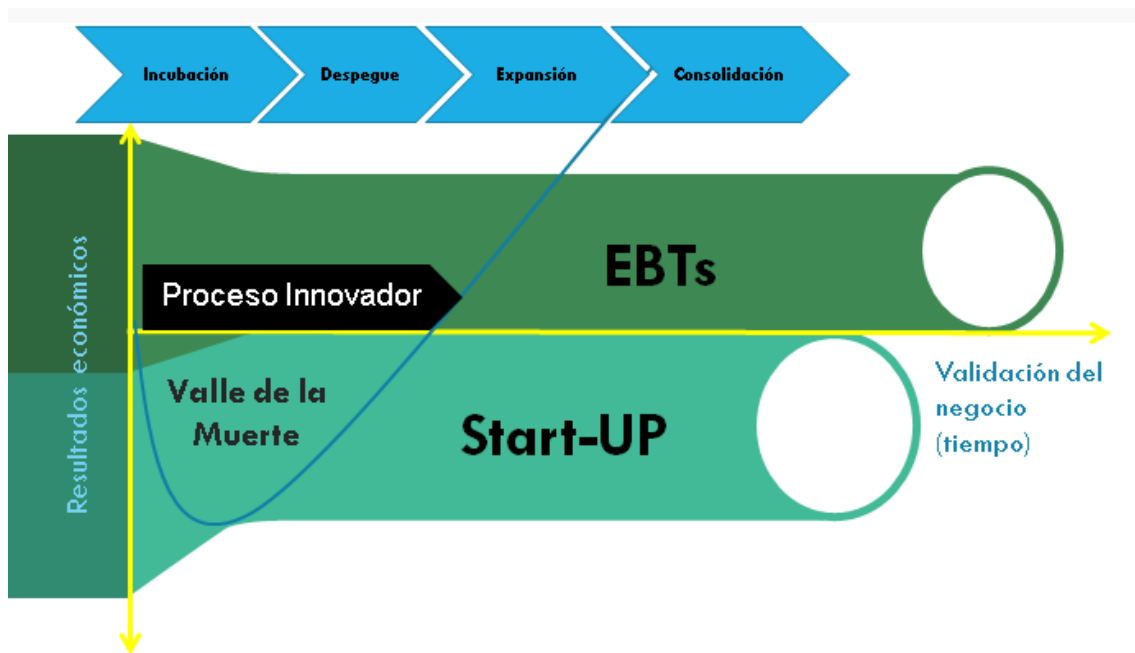 Incubación
Despegue
Expansión
Consolidación
Resultados económicos
EBTs
Proceso Innovador
Valle de la
Muerte
Start-UP
Validación del
negocio
(tiempo)